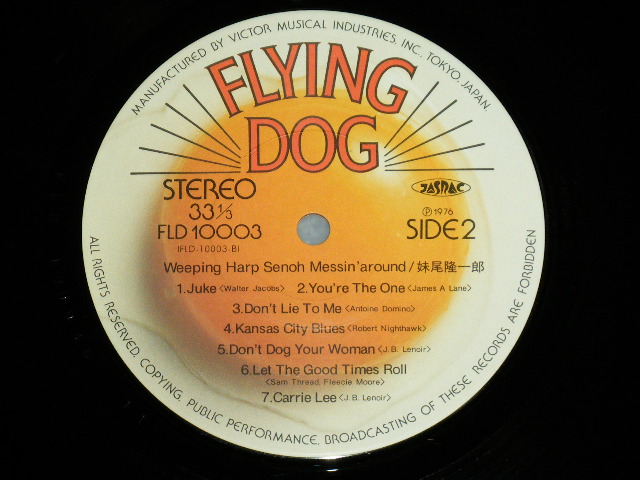 MANUFACTURED BY VICTOR MUSICAL INDUSTRIES, INC. TOKYO, JAPAN.
FLYING
DOG
STEREO
33 1/3
FLD 10003
(FLD-10003-B)
JASRAC
Ⓟ1976
SIDE 2
Weeping Harp Senoh Messin'around/妹尾隆一郎
1.Juke <Walter Jacobs> 2.You're The One <James A Lane>
3.Don't Lie To Me <Antoine Domino>
4.Kansas City Blues <Robert Nighthawk>
5.Don't Dog Your Woman <J.B. Lenoir>
6.Let The Good Times Roll
<Sam Thread, Fleecie Moore>
7.Carrie Lee <J.B. Lenoir>
ALL RIGHTS RESERVED. COPYING, PUBLIC PERFORMANCE, BROADCASTING OF THESE RECORDS ARE FORBIDDEN